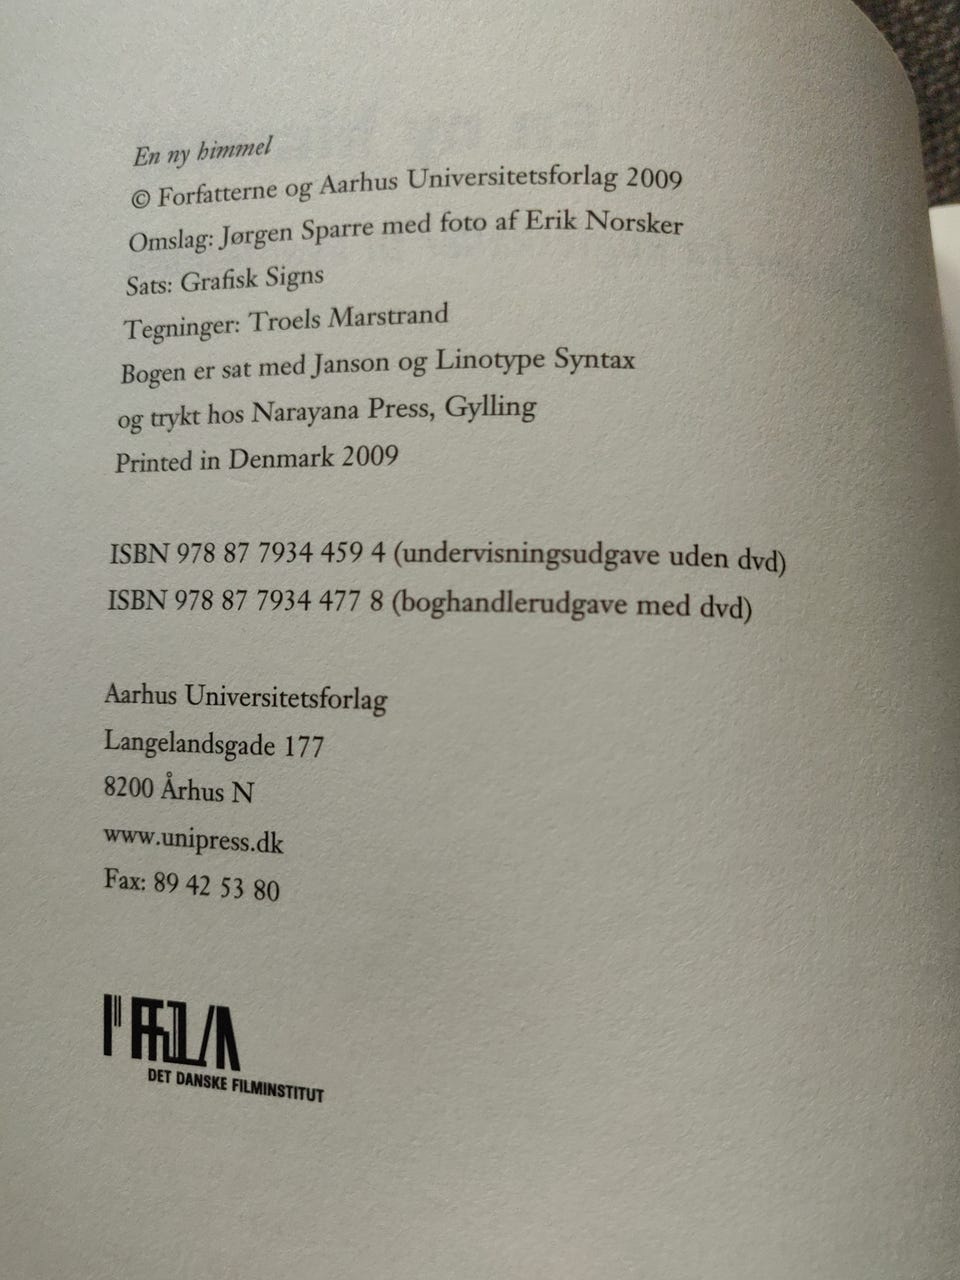 En ny himmel
© Forfatterne og Aarhus Universitetsforlag 2009
Omslag: Jørgen Sparre med foto af Erik Norsker
Sats: Grafisk Signs
Tegninger: Troels Marstrand
Bogen er sat med Janson og Linotype Syntax
og trykt hos Narayana Press, Gylling
Printed in Denmark 2009
ISBN 978 87 7934 459 4 (undervisningsudgave uden dvd)
ISBN 978 87 7934 477 8 (boghandlerudgave med dvd)
Aarhus Universitetsforlag
Langelandsgade 177
8200 Århus N
www.unipress.dk
Fax: 89 42 53 80
DET DANSKE FILMINSTITUT